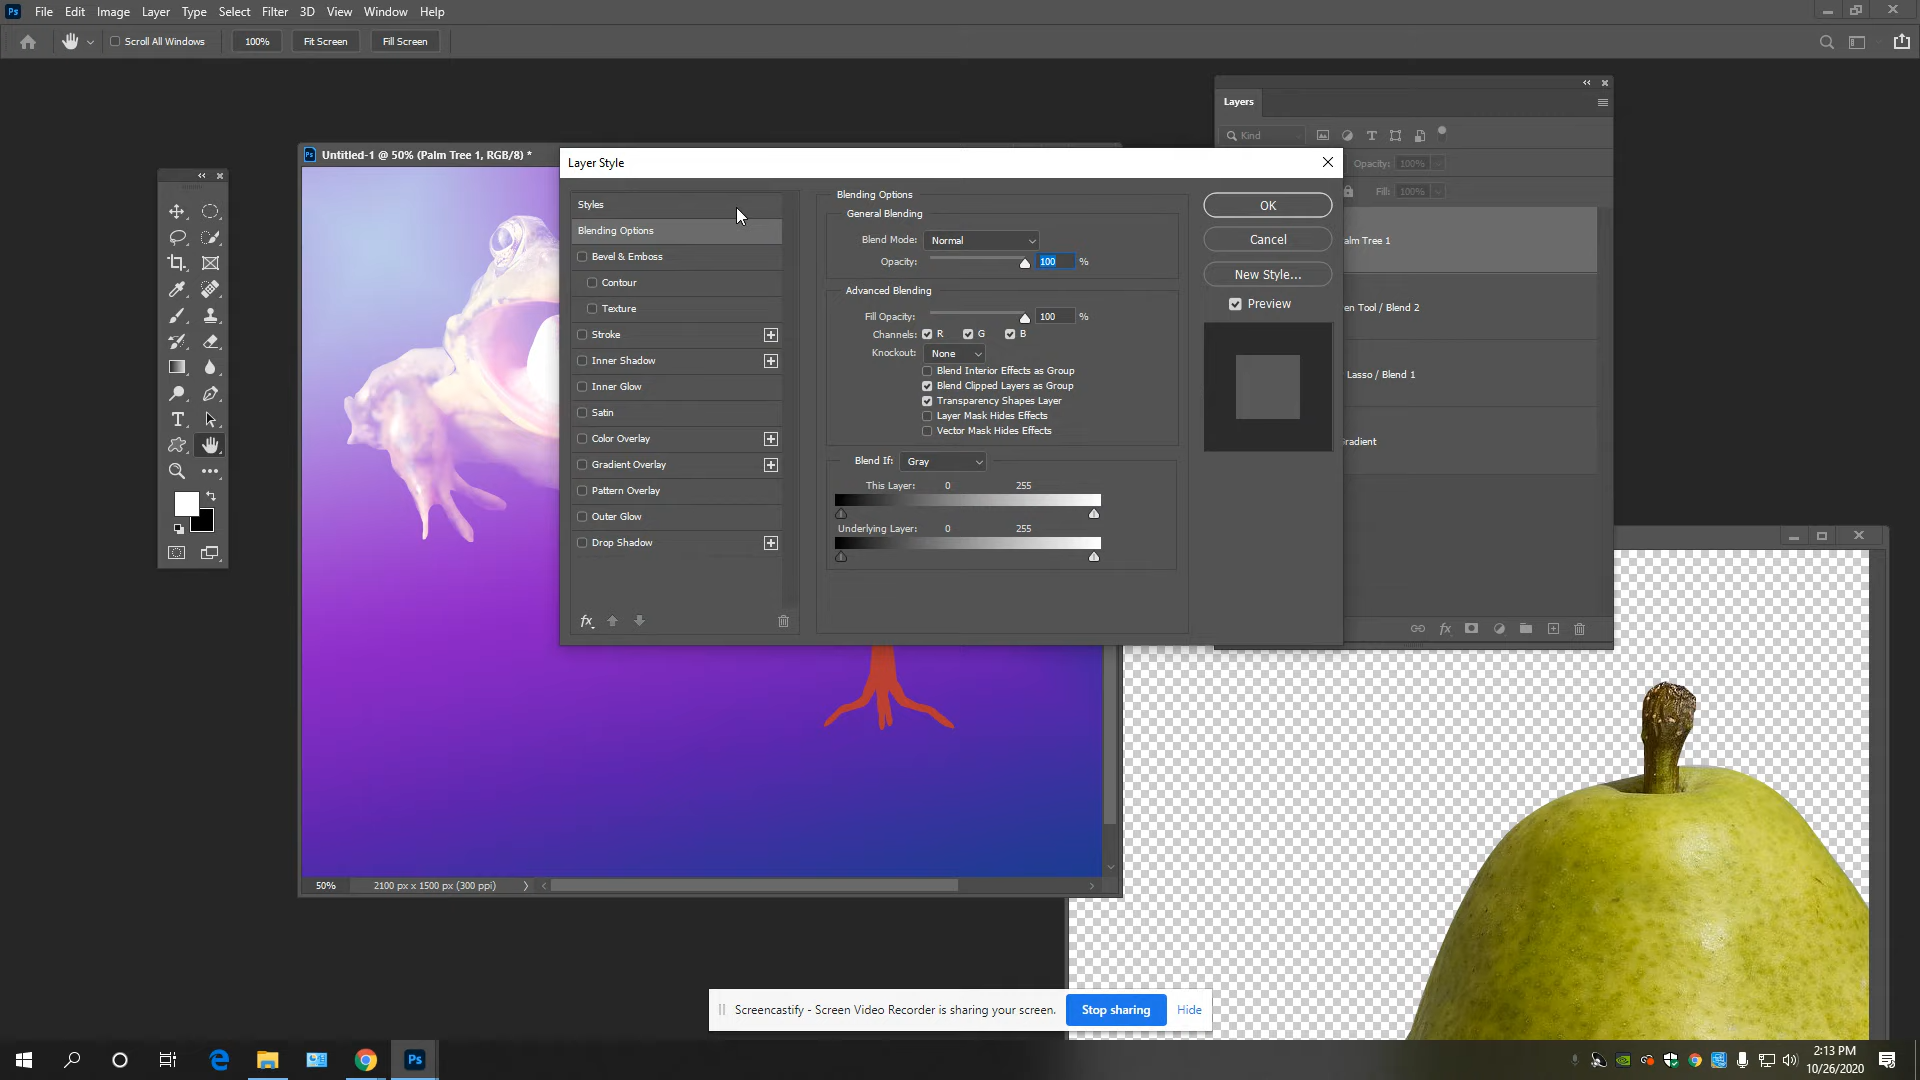 Ps File Edit Image Layer Type Select Filter 3D View Window Help
Scroll All Windows 100% Fit Screen Fill Screen
Layers
Kind
Opacity: 100%
Fill: 100%
alm Tree 1
en Tool / Blend 2
Lasso / Blend 1
Gradient
Ps Untitled-1 @ 50% (Palm Tree 1, RGB/8) *
Layer Style
Styles
Blending Options
Bevel & Emboss
Contour
Texture
Stroke
Inner Shadow
Inner Glow
Satin
Color Overlay
Gradient Overlay
Pattern Overlay
Outer Glow
Drop Shadow
fx
Blending Options
General Blending
Blend Mode: Normal
Opacity: 100 %
Advanced Blending
Fill Opacity: 100 %
Channels: R G B
Knockout: None
Blend Interior Effects as Group
Blend Clipped Layers as Group
Transparency Shapes Layer
Layer Mask Hides Effects
Vector Mask Hides Effects
Blend If: Gray
This Layer: 0 255
Underlying Layer: 0 255
OK
Cancel
New Style...
Preview
fx
50% 2100 px x 1500 px (300 ppi)
Screencastify - Screen Video Recorder is sharing your screen. Stop sharing Hide
Ps
2:13 PM
10/26/2020